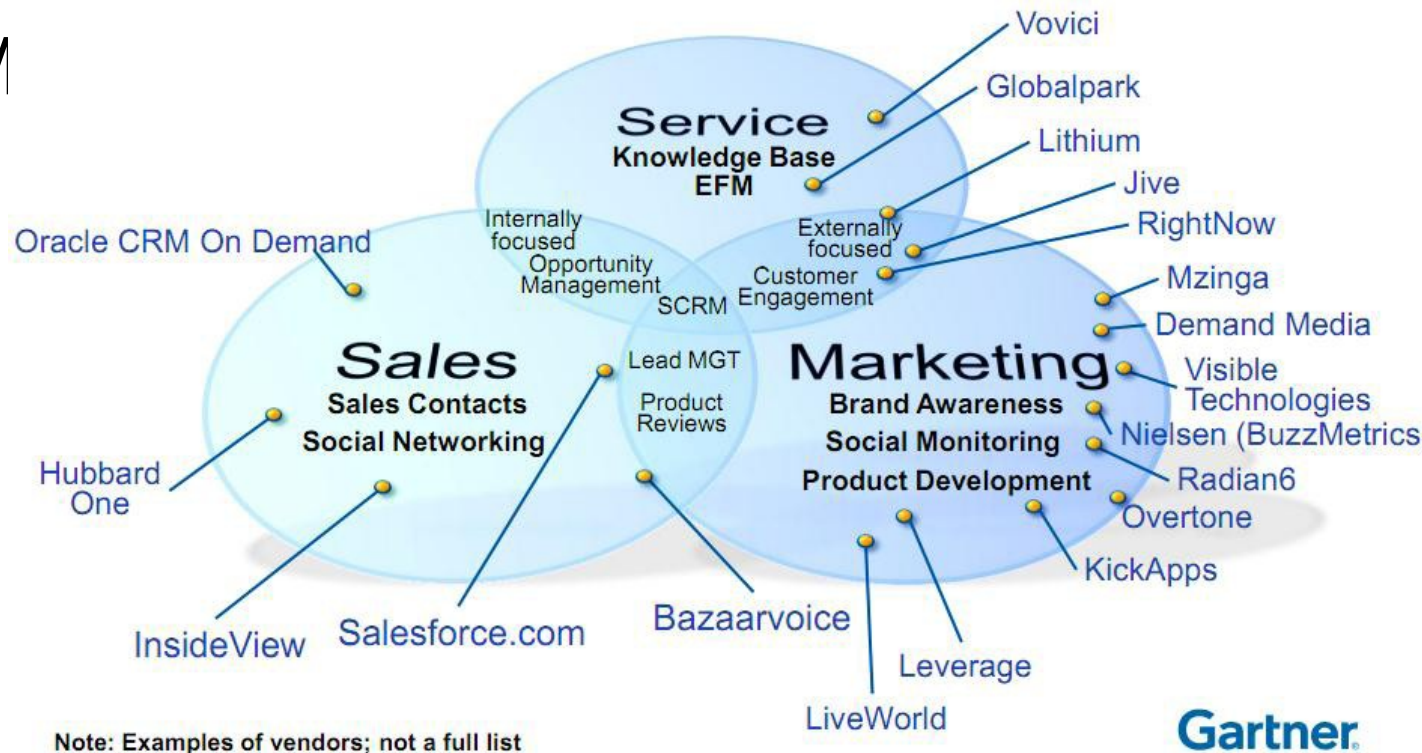 Vovici
Globalpark
Service
Knowledge Base
EFM
Lithium
Jive
RightNow
Internally
focused
Opportunity
Management
Externally
focused
Customer
Engagement
SCRM
Oracle CRM On Demand
Mzinga
Demand Media
Visible
Technologies
Nielsen (BuzzMetrics
Radian6
Overtone
KickApps
Sales
Sales Contacts
Social Networking
Lead MGT
Product
Reviews
Marketing
Brand Awareness
Social Monitoring
Product Development
Hubbard
One
InsideView
Salesforce.com
Bazaarvoice
Leverage
LiveWorld
Note: Examples of vendors; not a full list
Gartner